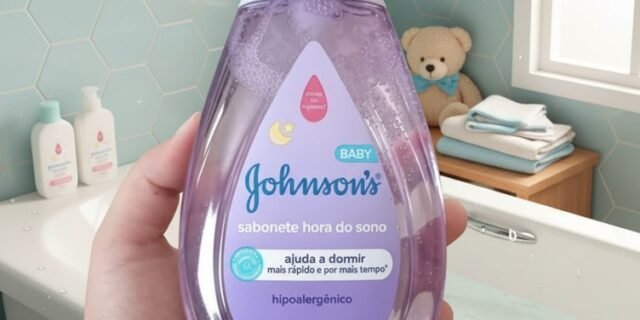 BABY
Johnson's®
sabonete hora do sono
ajuda a dormir
mais rápido e por mais tempo*
hipoalergênico